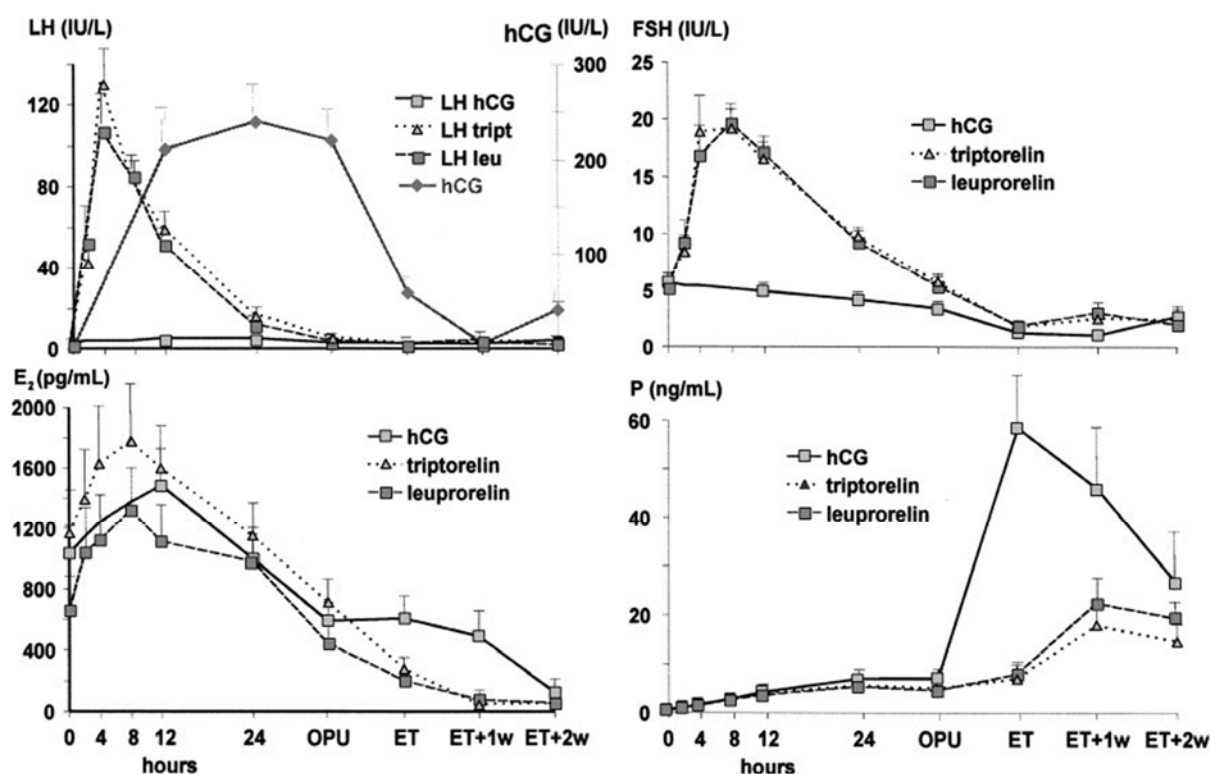 LH (IU/L)
hCG (IU/L)
120
80
40
0
300
200
100
LH hCG
LH tript
LH leu
hCG
FSH (IU/L)
25
20
15
10
5
0
hCG
triptorelin
leuprorelin
E2 (pg/mL)
2000
1600
1200
800
400
0
hCG
triptorelin
leuprorelin
0 4 8 12 24 OPU ET ET+1w ET+2w
hours
P (ng/mL)
60
40
20
0
hCG
triptorelin
leuprorelin
0 4 8 12 24 OPU ET ET+1w ET+2w
hours